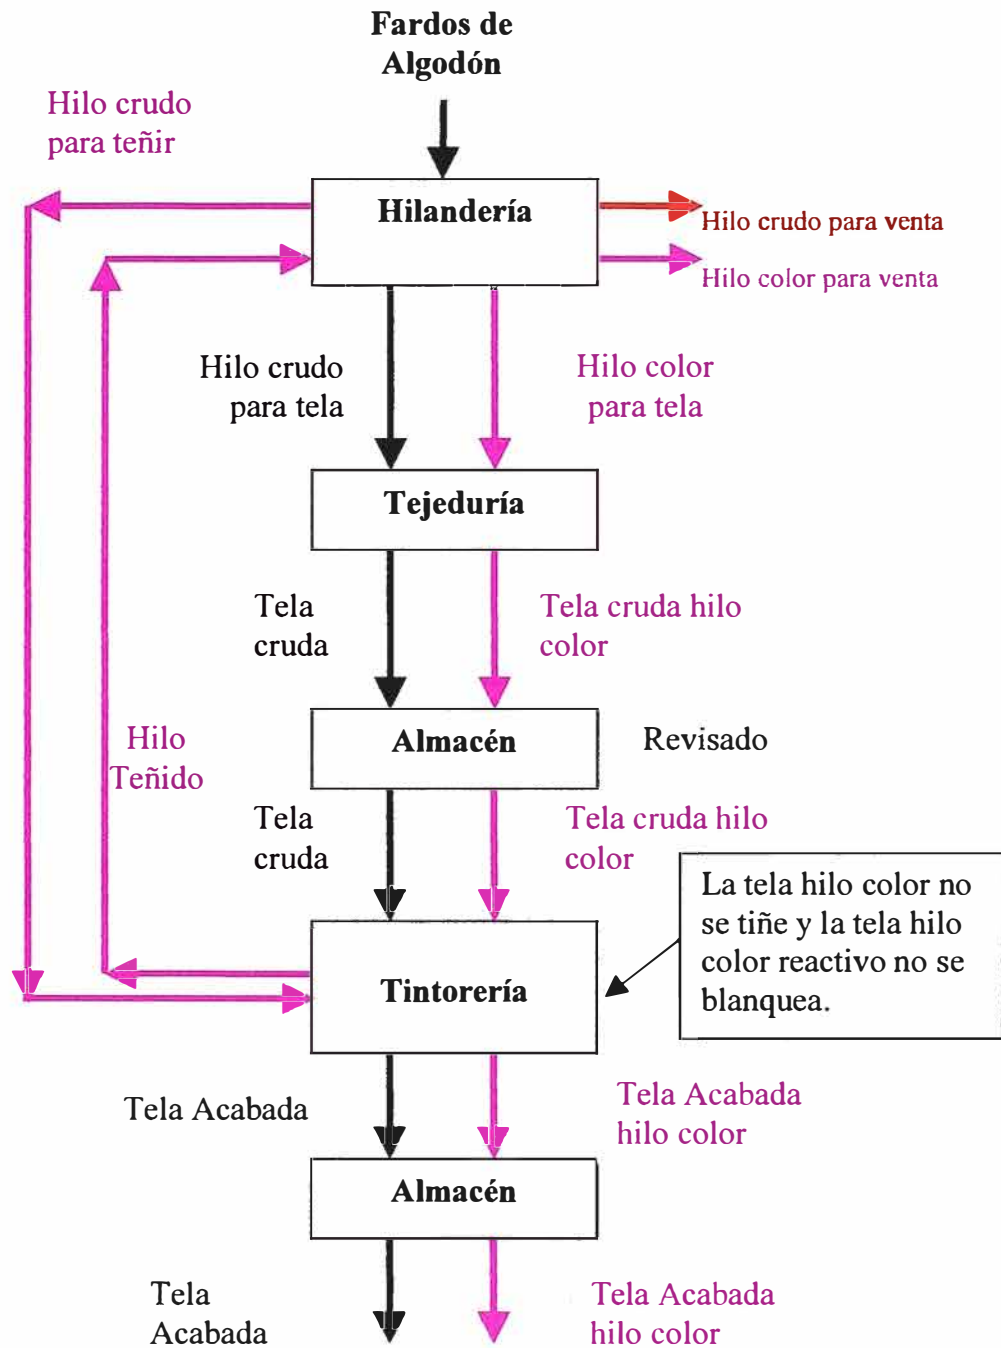 Fardos de
Algodón
Hilo crudo
para teñir
Hilandería
Hilo crudo para venta
Hilo color para venta
Hilo crudo
para tela
Hilo color
para tela
Tejeduría
Tela
cruda
Tela cruda hilo
color
Almacén
Revisado
Hilo
Teñido
Tela
cruda
Tela cruda hilo
color
La tela hilo color no
se tiñe y la tela hilo
color reactivo no se
blanquea.
Tintorería
Tela Acabada
Tela Acabada
hilo color
Almacén
Tela
Acabada
Tela Acabada
hilo color